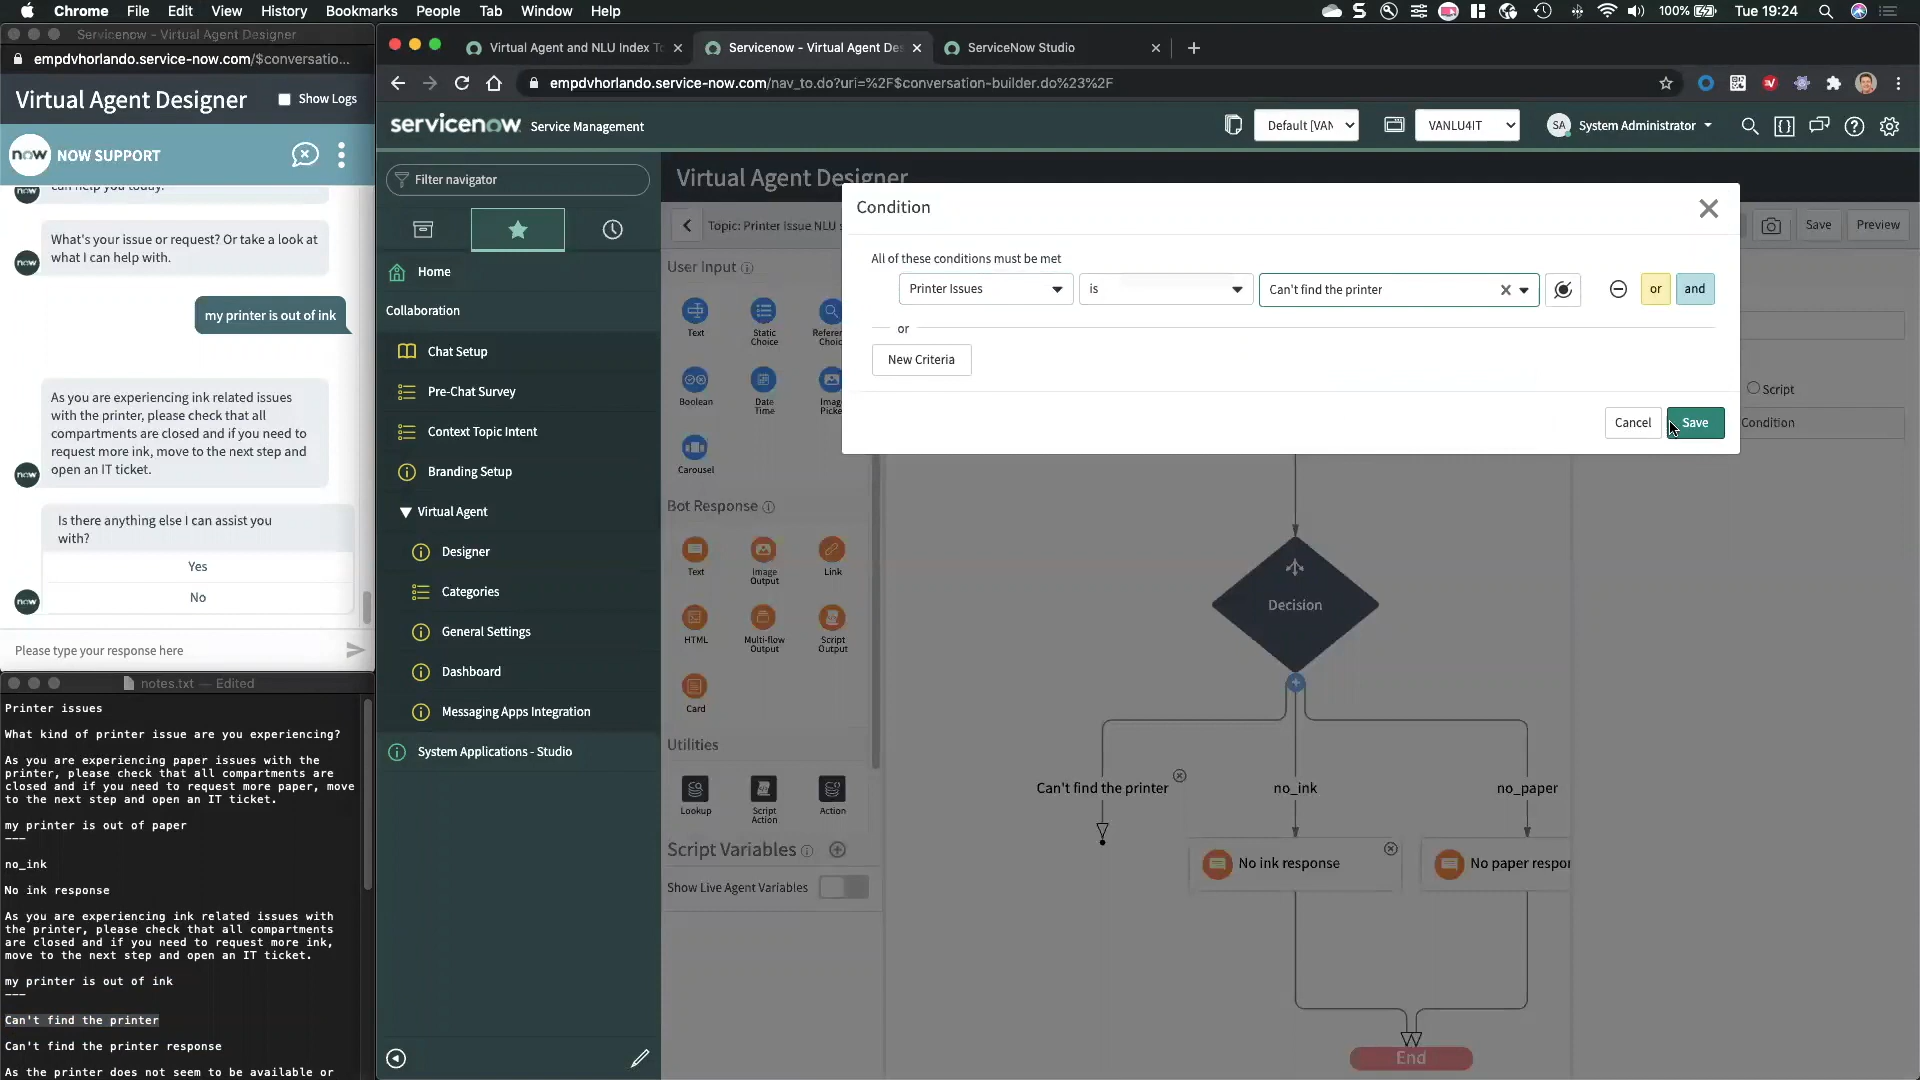 Chrome File Edit View History Bookmarks People Tab Window Help
100% Tue 19:24
Servicenow - Virtual Agent Designer
empdvhorlando.service-now.com/$conversatio...
Virtual Agent Designer
Show Logs
now
NOW SUPPORT
can help you today.
now
What's your issue or request? Or take a look at
what I can help with.
now
my printer is out of ink
As you are experiencing ink related issues
with the printer, please check that all
compartments are closed and if you need to
request more ink, move to the next step and
open an IT ticket.
now
Is there anything else I can assist you
with?
Yes
No
now
Please type your response here
notes.txt — Edited
Printer issues
What kind of printer issue are you experiencing?
As you are experiencing paper issues with the
printer, please check that all compartments are
closed and if you need to request more paper, move
to the next step and open an IT ticket.
my printer is out of paper
---
no_ink
No ink response
As you are experiencing ink related issues with
the printer, please check that all compartments
are closed and if you need to request more ink,
move to the next step and open an IT ticket.
my printer is out of ink
---
Can't find the printer
Can't find the printer response
As the printer does not seem to be available or
Virtual Agent and NLU Index To
Servicenow - Virtual Agent Des
ServiceNow Studio
empdvhorlando.service-now.com/nav_to.do?uri=%2F$conversation-builder.do%23%2F
servicenow Service Management
Default [VAN
VANLU4IT
SA System Administrator
Filter navigator
Home
Collaboration
Chat Setup
Pre-Chat Survey
Context Topic Intent
Branding Setup
Virtual Agent
Designer
Categories
General Settings
Dashboard
Messaging Apps Integration
System Applications - Studio
Virtual Agent Designer
Topic: Printer Issue NLU
Save
Preview
User Input
Text
Static
Choice
Referen
Choic
Boolean
Date
Time
Imag
Picke
Carousel
Bot Response
Text
Image
Output
Link
HTML
Multi-flow
Output
Script
Output
Card
Utilities
Lookup
Script
Action
Action
Script Variables
Show Live Agent Variables
Condition
All of these conditions must be met
Printer Issues
is
Can't find the printer
or
and
or
New Criteria
Cancel
Save
Script
Condition
Decision
Can't find the printer
no_ink
no_paper
No ink response
No paper respor
End